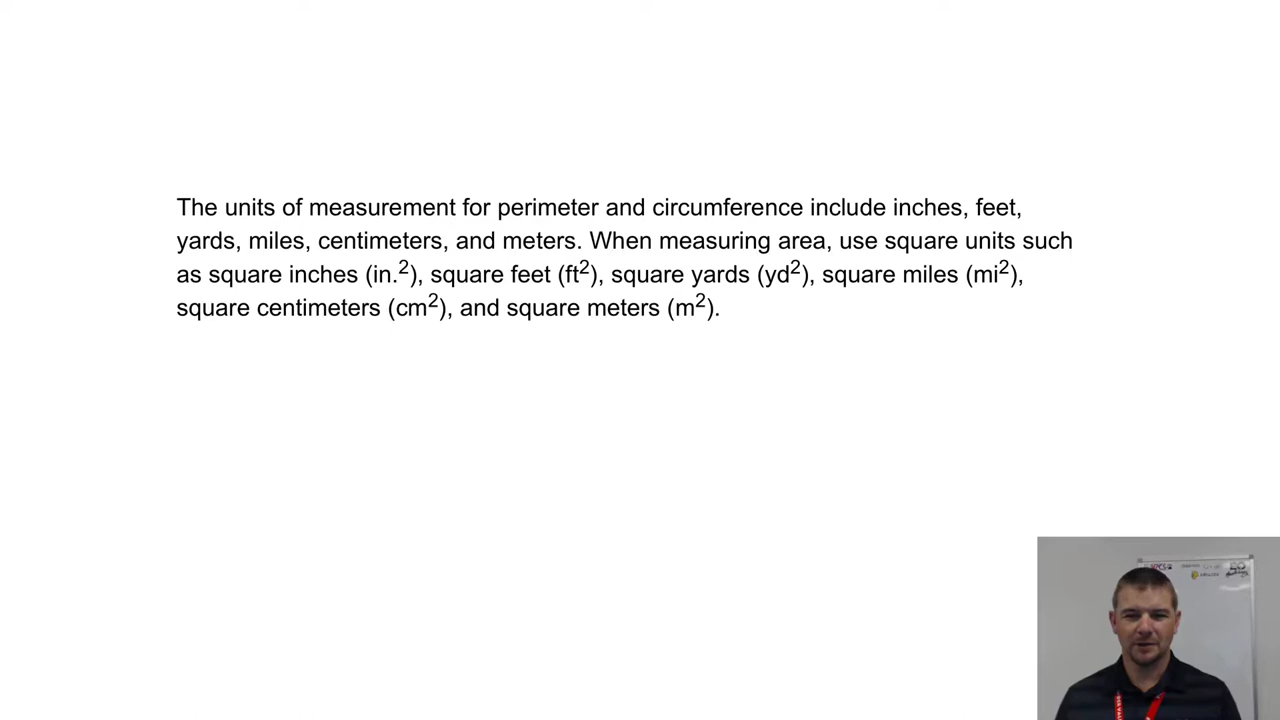 The units of measurement for perimeter and circumference include inches, feet,
yards, miles, centimeters, and meters. When measuring area, use square units such
as square inches (in.²), square feet (ft²), square yards (yd²), square miles (mi²),
square centimeters (cm²), and square meters (m²).